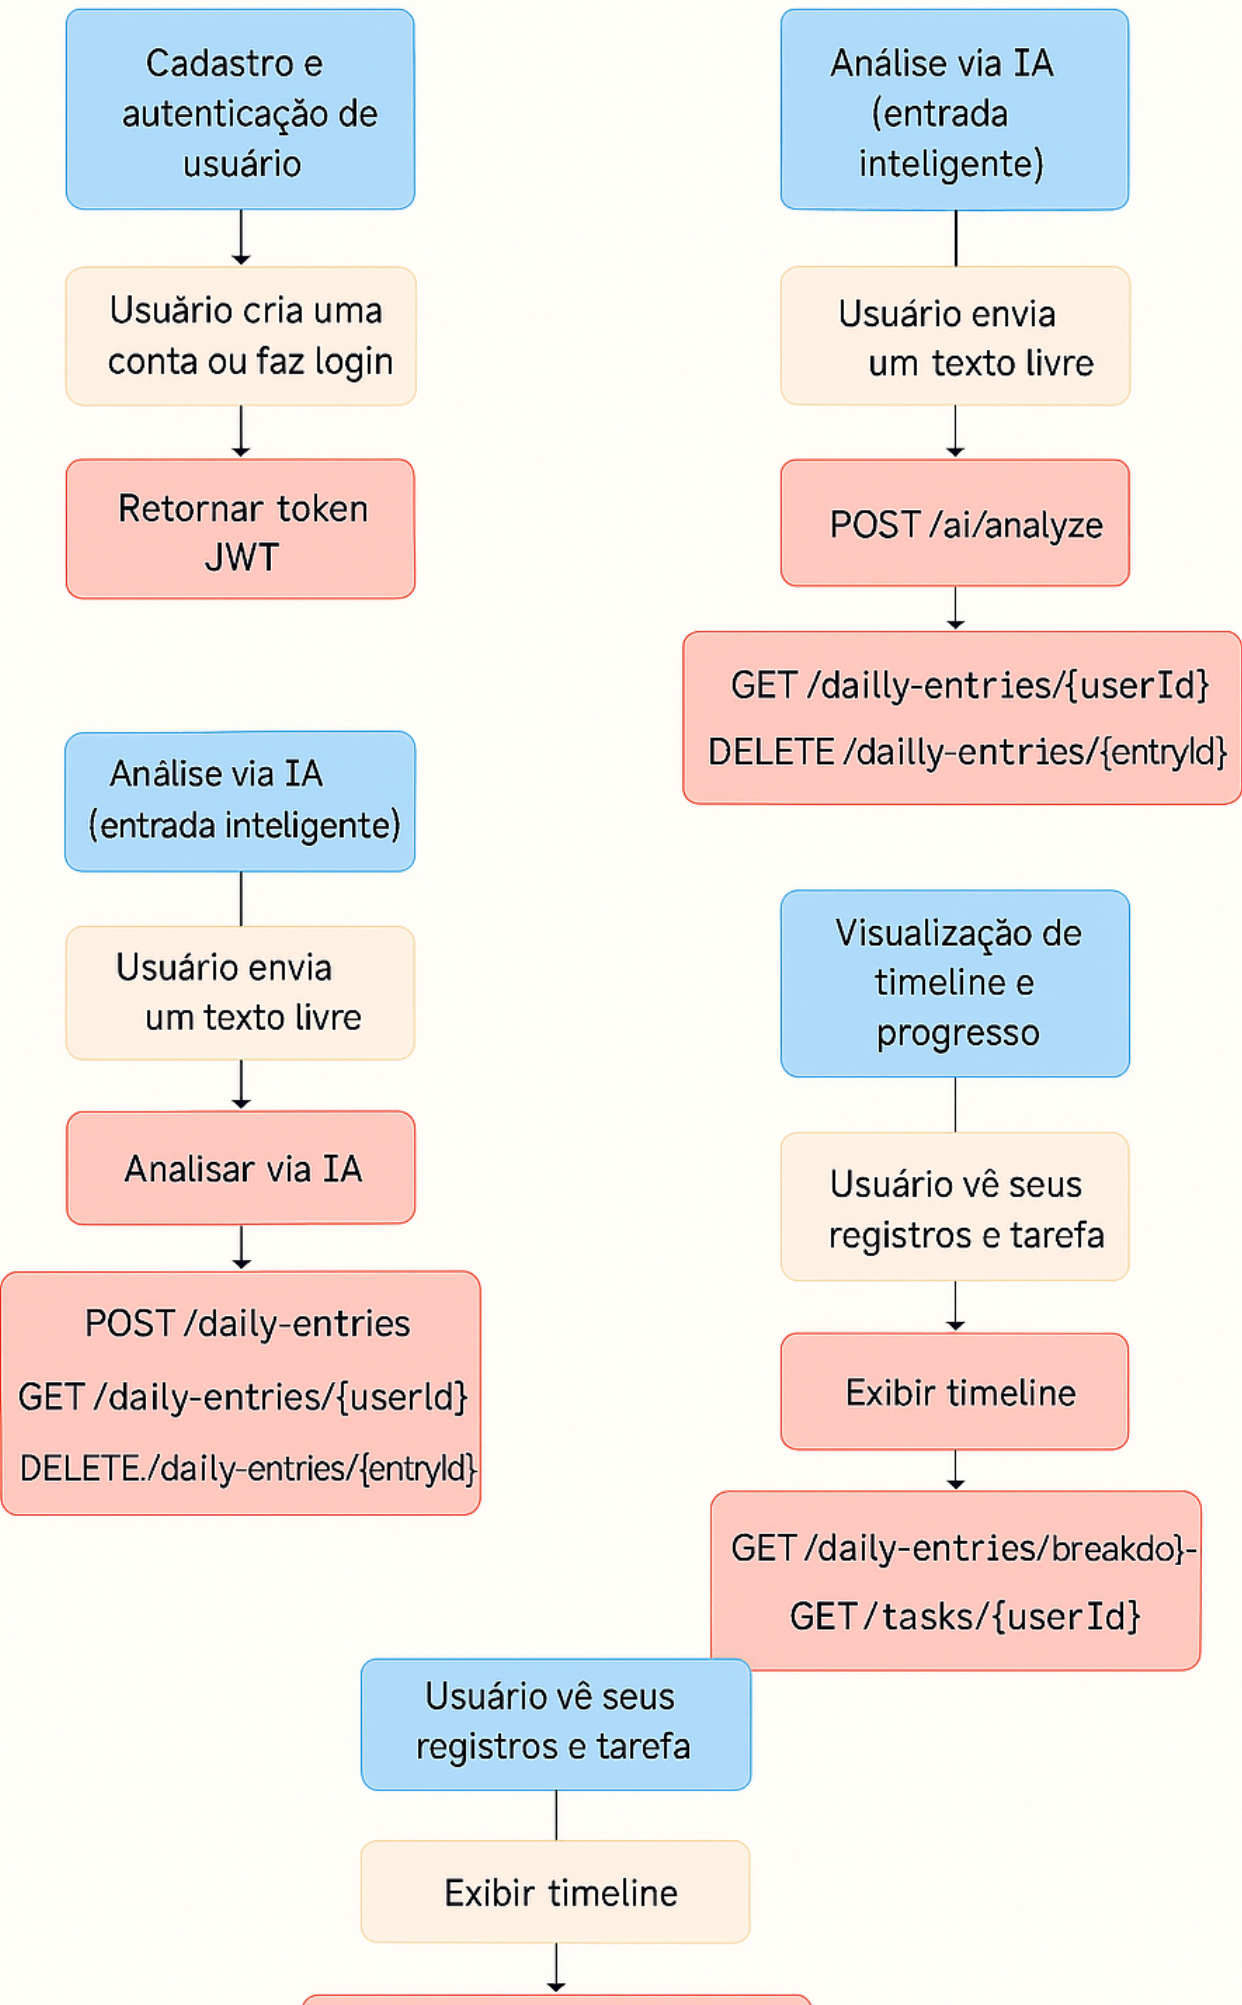 Cadastro e
autenticaçăo de
usuário
Usuărio cria uma
conta ou faz login
Retornar token
JWT
Análise via IA
(entrada
inteligente)
Usuário envia
um texto livre
POST /ai/analyze
GET /dailly-entries/{userId}
DELETE /dailly-entries/{entryId}
Anâlise via IA
(entrada inteligente)
Usuário envia
um texto livre
Analisar via IA
POST /daily-entries
GET /daily-entries/{userId}
DELETE./daily-entries/{entryId}
Visualizaçăo de
timeline e
progresso
Usuário vê seus
registros e tarefa
Exibir timeline
GET /daily-entries/breakdo}-
GET/tasks/{userId}
Usuário vê seus
registros e tarefa
Exibir timeline